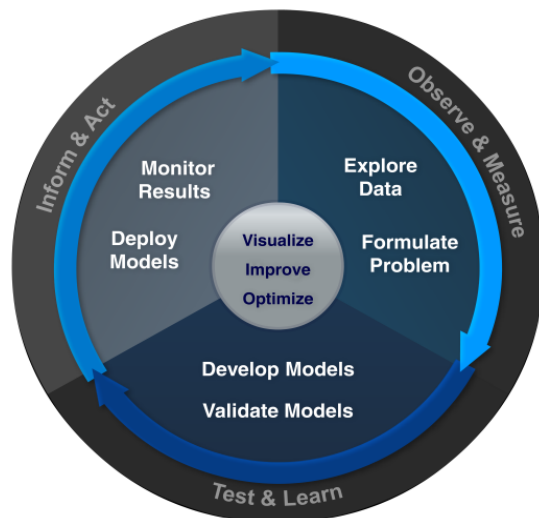 Inform & Act
Observe & Measure
Monitor
Results
Explore
Data
Deploy
Models
Visualize
Improve
Optimize
Formulate
Problem
Develop Models
Validate Models
Test & Learn